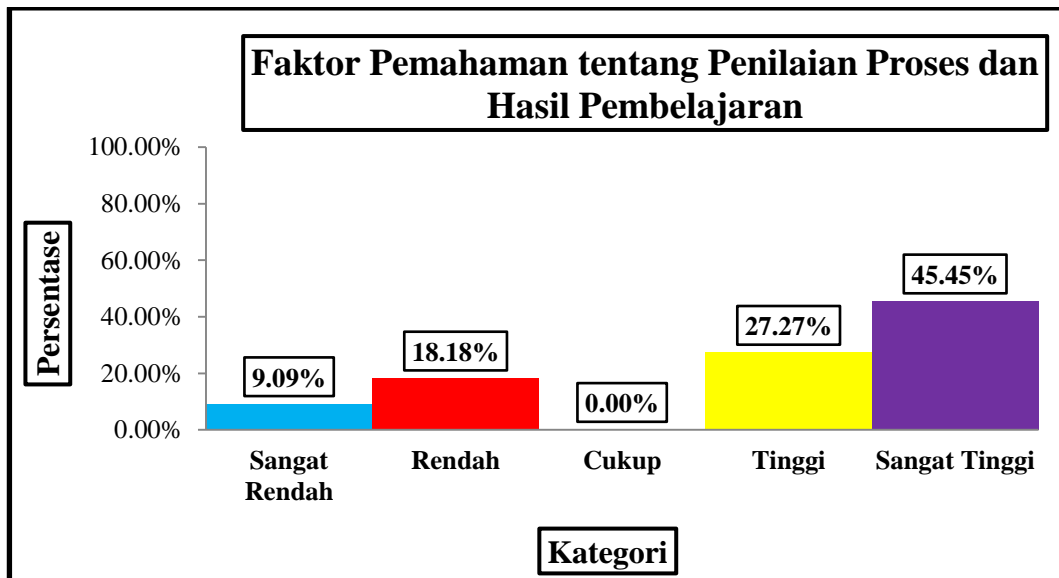 Faktor Pemahaman tentang Penilaian Proses dan
Hasil Pembelajaran
100.00%
80.00%
60.00%
40.00%
20.00%
0.00%
Persentase
9.09%
18.18%
0.00%
27.27%
45.45%
Sangat
Rendah
Rendah
Cukup
Tinggi
Sangat Tinggi
Kategori